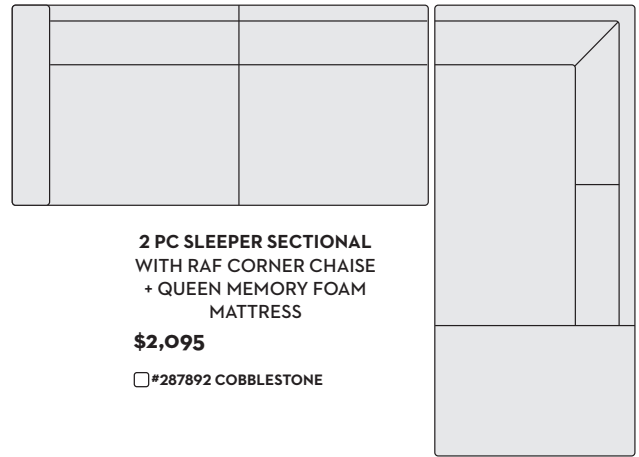 2 PC SLEEPER SECTIONAL
WITH RAF CORNER CHAISE
+ QUEEN MEMORY FOAM
MATTRESS
$2,095
#287892 COBBLESTONE